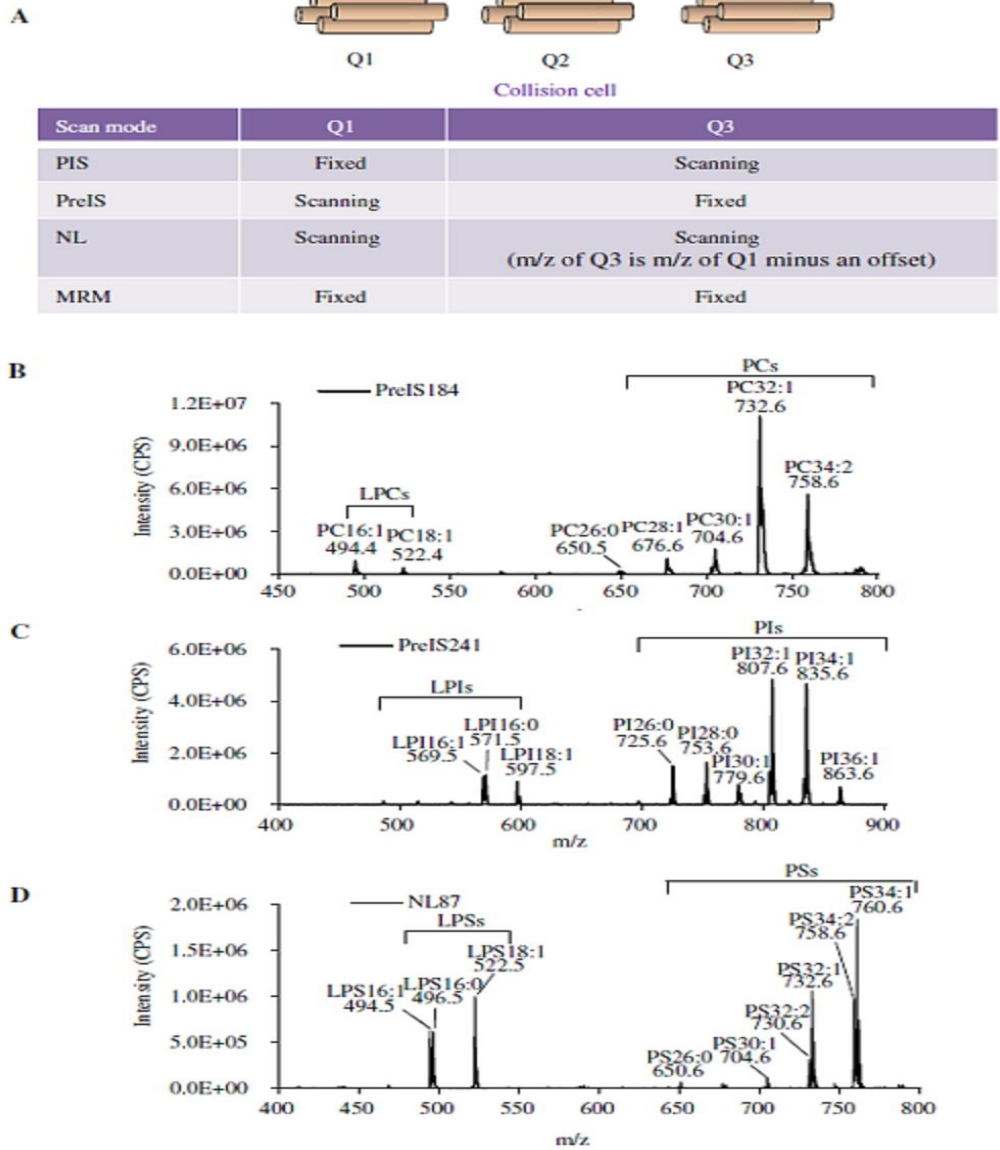 A
Q1 Q2 Q3
Collision cell
Scan mode Q1 Q3
PIS Fixed Scanning
PreIS Scanning Fixed
NL Scanning Scanning
(m/z of Q3 is m/z of Q1 minus an offset)
MRM Fixed Fixed
B
PreIS184
PCs
PC32:1
732.6
PC34:2
758.6
LPCs
PC16:1
494.4
PC18:1
522.4
PC26:0
650.5
PC28:1
676.6
PC30:1
704.6
Intensity (CPS)
1.2E+07
9.0E+06
6.0E+06
3.0E+06
0.0E+00
450 500 550 600 650 700 750 800
C
PreIS241
PIs
PI32:1
807.6
PI34:1
835.6
LPIs
LPI16:1
569.5
LPI16:0
571.5
LPI18:1
597.5
PI26:0
725.6
PI28:0
753.6
PI30:1
779.6
PI36:1
863.6
Intensity (CPS)
6.0E+06
4.0E+06
2.0E+06
0.0E+00
400 500 600 700 800 900
m/z
D
NL87
PSs
PS34:1
760.6
PS34:2
758.6
LPSs
LPS16:1
494.5
LPS16:0
496.5
LPS18:1
522.5
PS32:1
732.6
PS32:2
730.6
PS30:1
704.6
PS26:0
650.6
Intensity (CPS)
2.0E+06
1.5E+06
1.0E+06
5.0E+05
0.0E+00
400 450 500 550 600 650 700 750 800
m/z